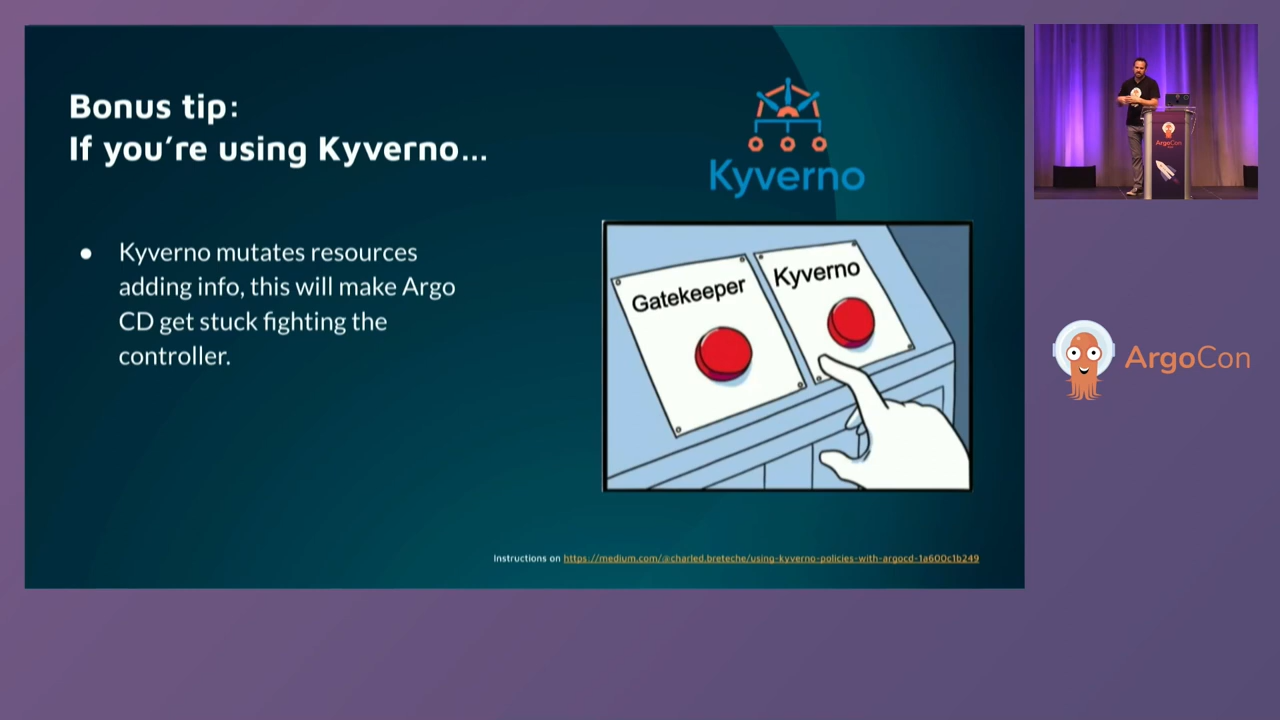 Bonus tip:
If you’re using Kyverno...
Kyverno
● Kyverno mutates resources
adding info, this will make Argo
CD get stuck fighting the
controller.
Gatekeeper
Kyverno
Instructions on https://medium.com/@charled.breteche/using-kyverno-policies-with-argocd-1a600c1b249
ArgoCon
ArgoCon